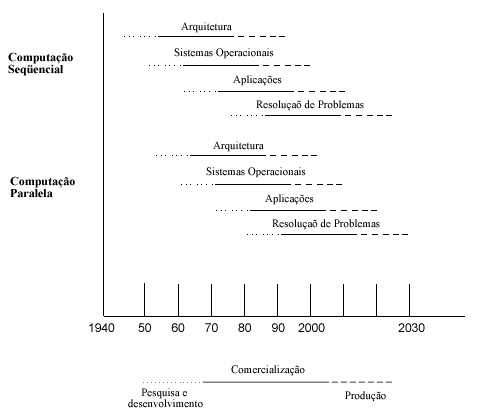 Arquitetura
Sistemas Operacionais
Computação
Seqüencial
Aplicações
Resoluçaõ de Problemas
Arquitetura
Sistemas Operacionais
Computação
Paralela
Aplicações
Resoluçaõ de Problemas
1940 50 60 70 80 90 2000 2030
Comercialização
Pesquisa e
desenvolvimento
Produção